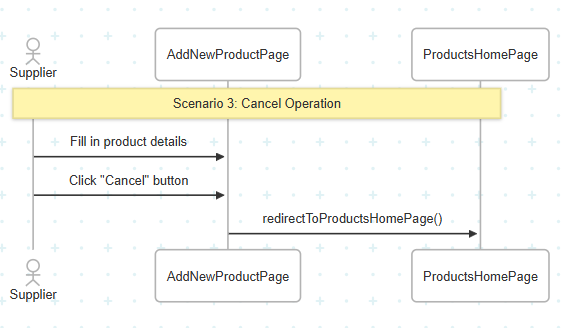 Supplier
AddNewProductPage
ProductsHomePage
Scenario 3: Cancel Operation
Fill in product details
Click "Cancel" button
redirectToProductsHomePage()
Supplier
AddNewProductPage
ProductsHomePage